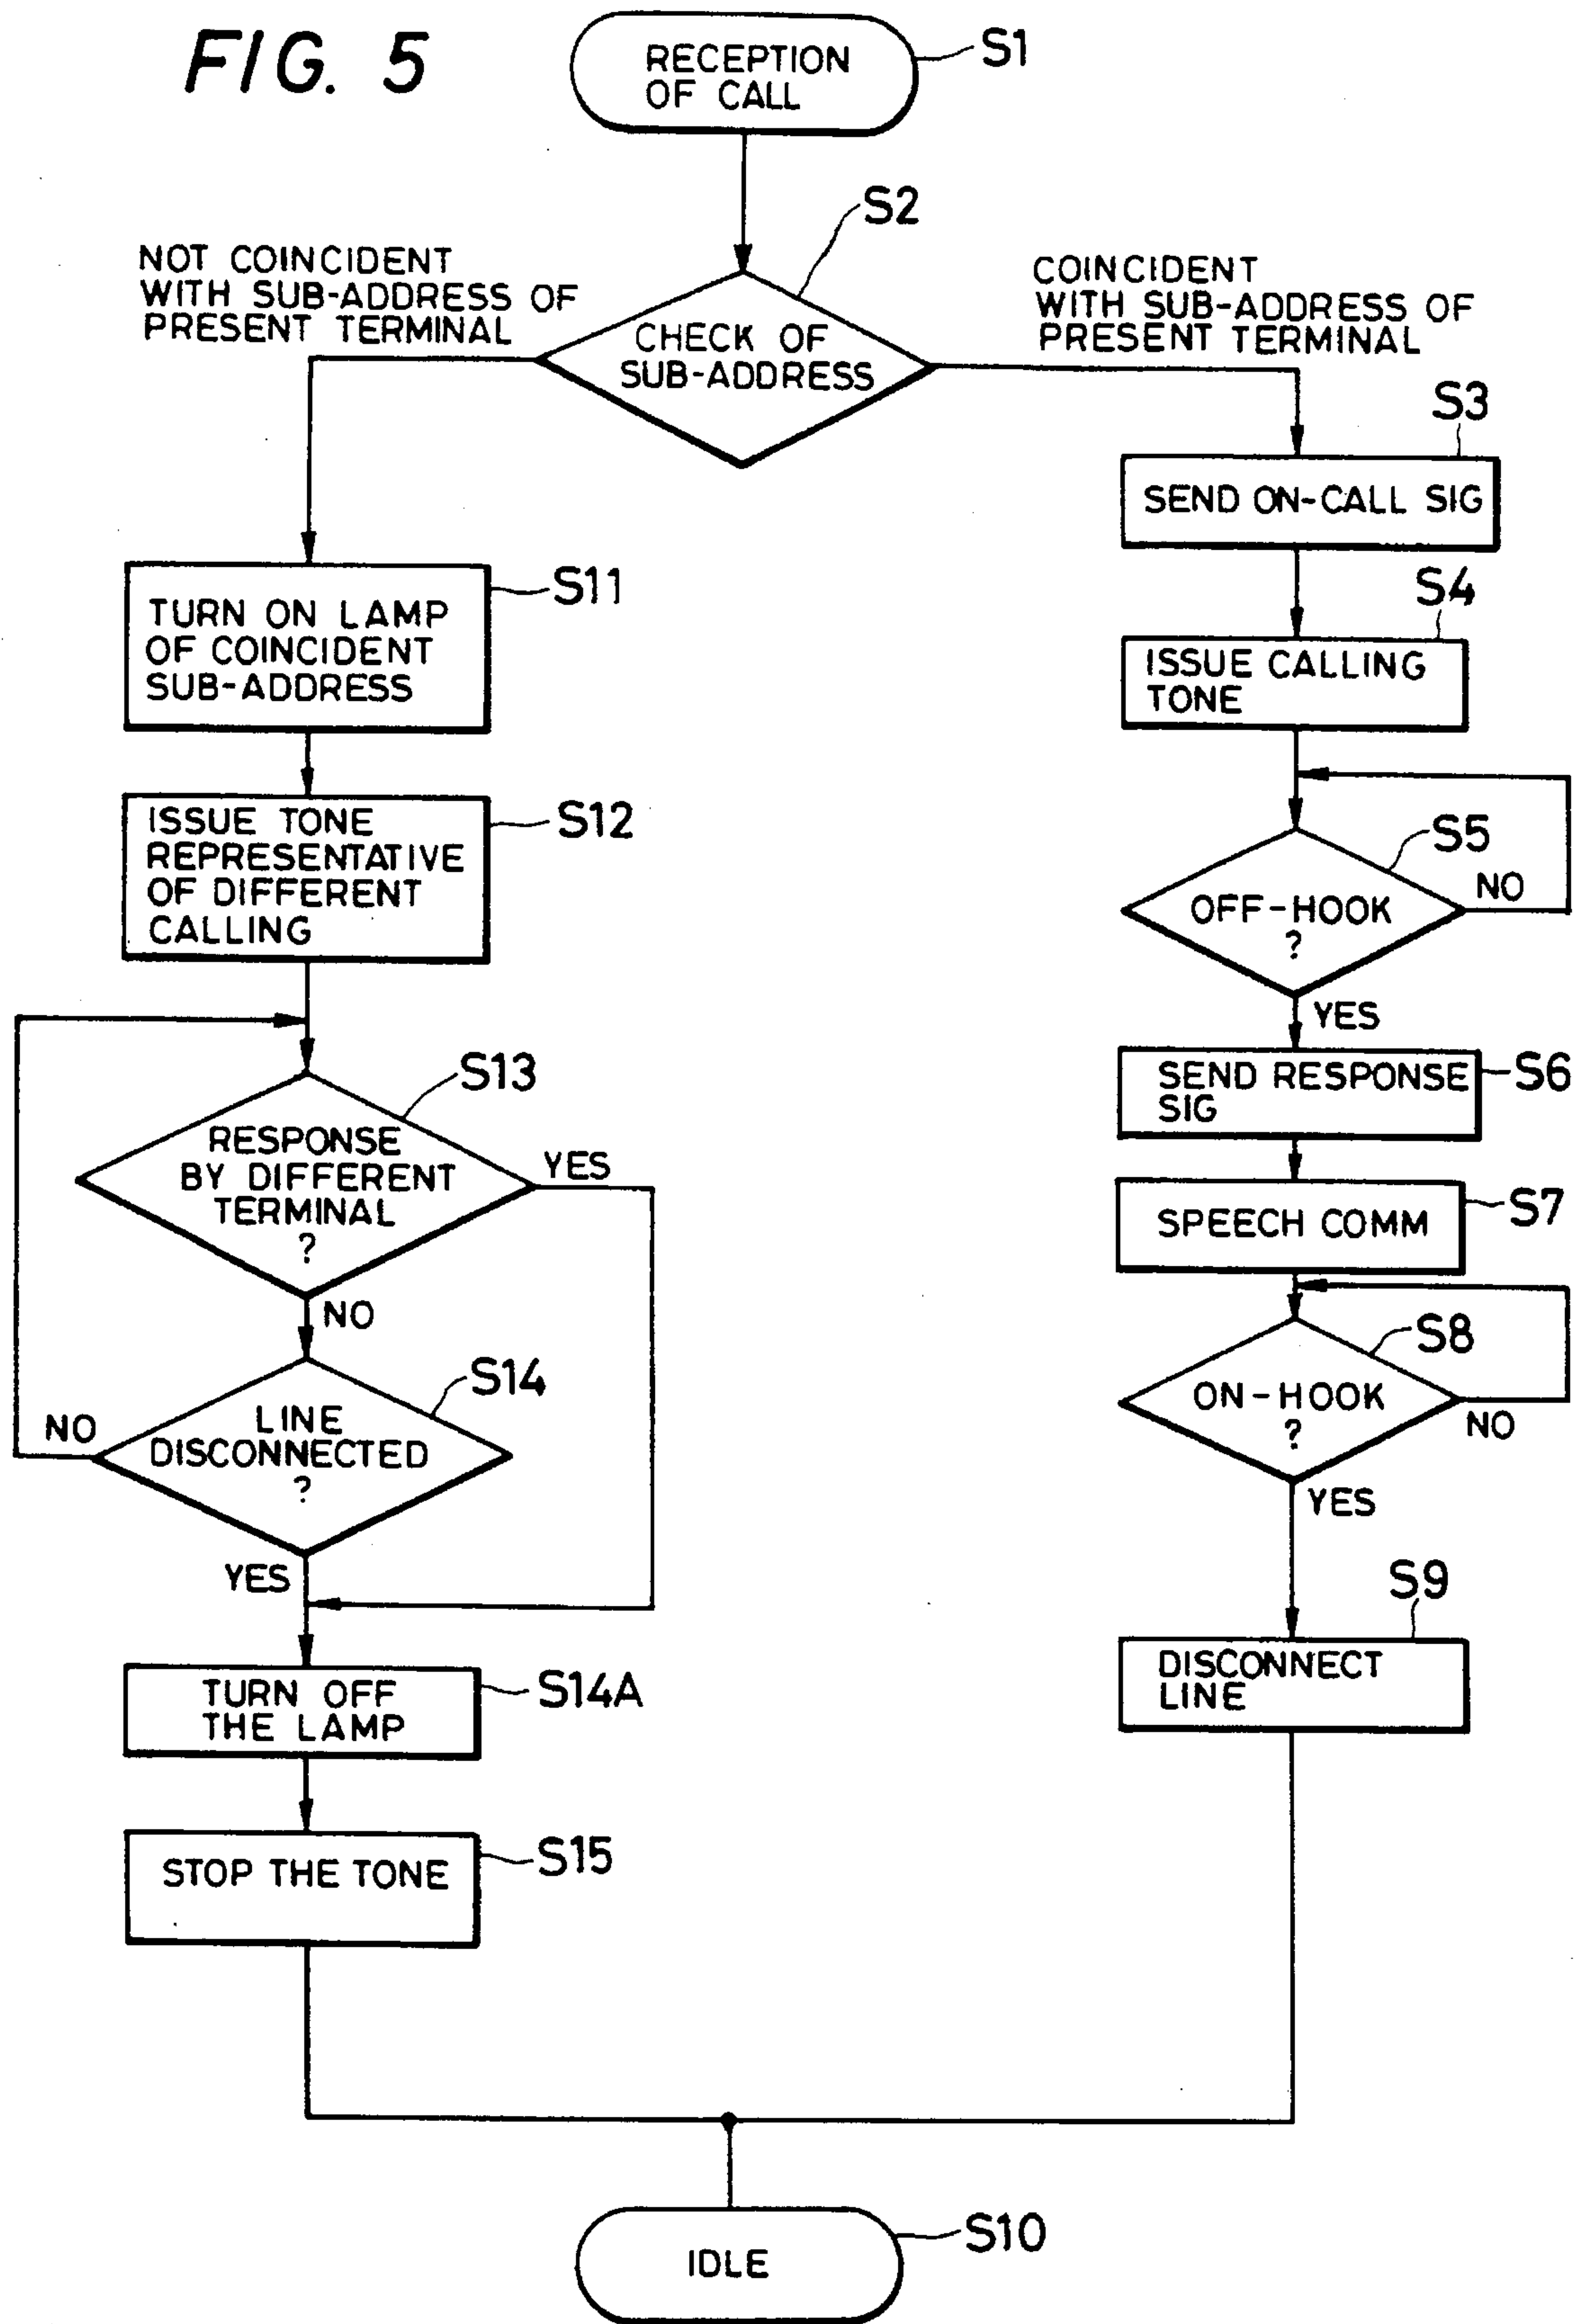 FIG. 5
RECEPTION
OF CALL
S1
S2
NOT COINCIDENT
WITH SUB-ADDRESS OF
PRESENT TERMINAL
COINCIDENT
WITH SUB-ADDRESS OF
PRESENT TERMINAL
CHECK OF
SUB-ADDRESS
S3
SEND ON-CALL SIG
S11
TURN ON LAMP
OF COINCIDENT
SUB-ADDRESS
S4
ISSUE CALLING
TONE
S12
ISSUE TONE
REPRESENTATIVE
OF DIFFERENT
CALLING
S5
OFF-HOOK
?
NO
YES
S13
RESPONSE
BY DIFFERENT
TERMINAL
?
YES
NO
S6
SEND RESPONSE
SIG
S7
SPEECH COMM
S14
LINE
DISCONNECTED
?
NO
YES
S8
ON-HOOK
?
NO
YES
S9
DISCONNECT
LINE
S14A
TURN OFF
THE LAMP
S15
STOP THE TONE
S10
IDLE